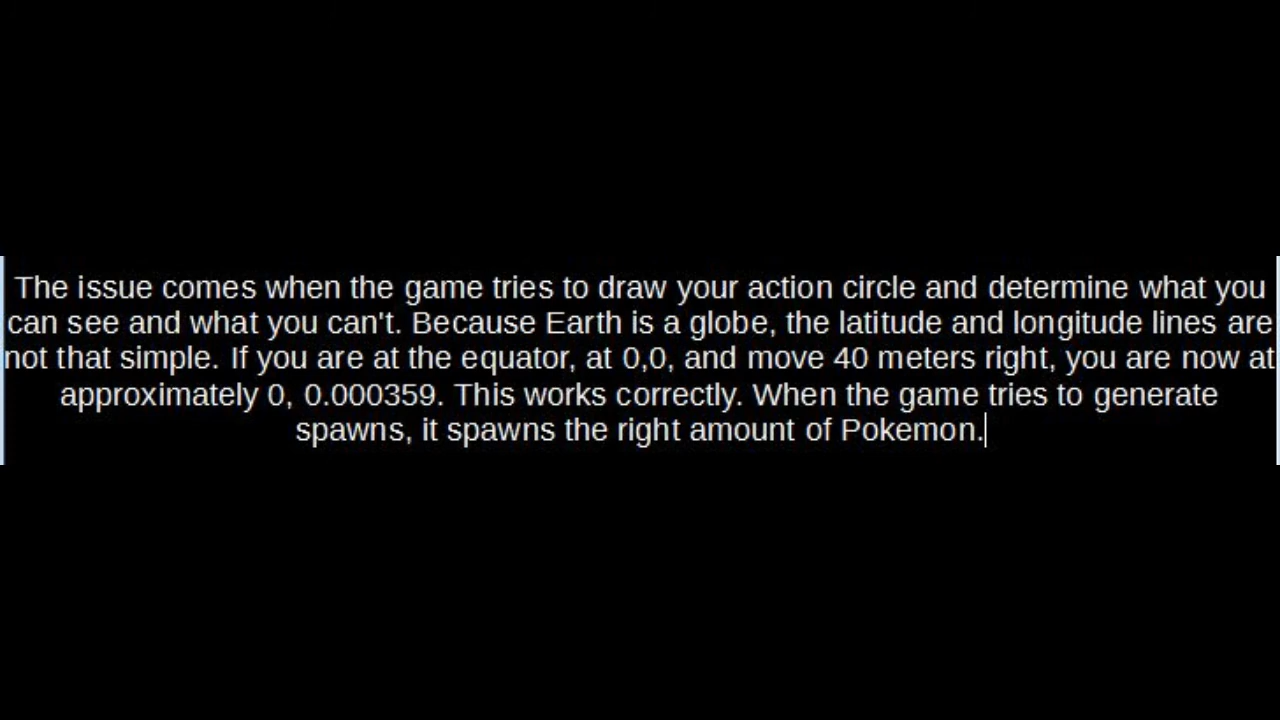 The issue comes when the game tries to draw your action circle and determine what you
can see and what you can't. Because Earth is a globe, the latitude and longitude lines are
not that simple. If you are at the equator, at 0,0, and move 40 meters right, you are now at
approximately 0, 0.000359. This works correctly. When the game tries to generate
spawns, it spawns the right amount of Pokemon.